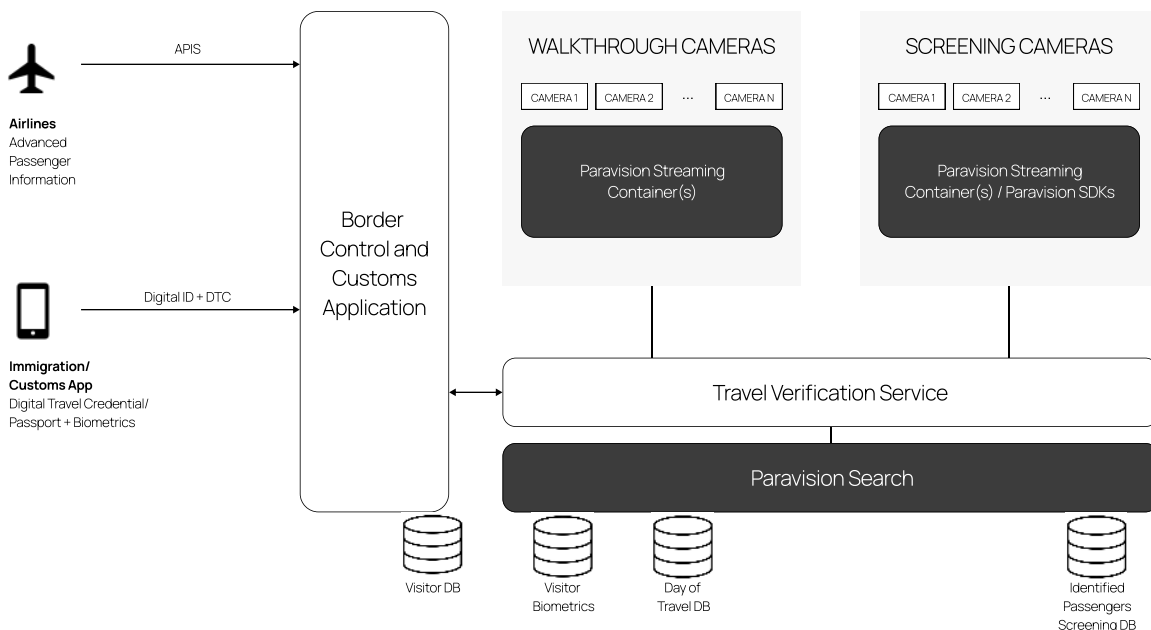 APIS
Airlines
Advanced
Passenger
Information
Digital ID + DTC
Immigration/
Customs App
Digital Travel Credential/
Passport + Biometrics
Border
Control and
Customs
Application
Visitor DB
WALKTHROUGH CAMERAS
CAMERA 1 CAMERA 2 ... CAMERA N
Paravision Streaming
Container(s)
SCREENING CAMERAS
CAMERA 1 CAMERA 2 ... CAMERA N
Paravision Streaming
Container(s) / Paravision SDKs
Travel Verification Service
Paravision Search
Visitor
Biometrics
Day of
Travel DB
Identified
Passengers
Screening DB